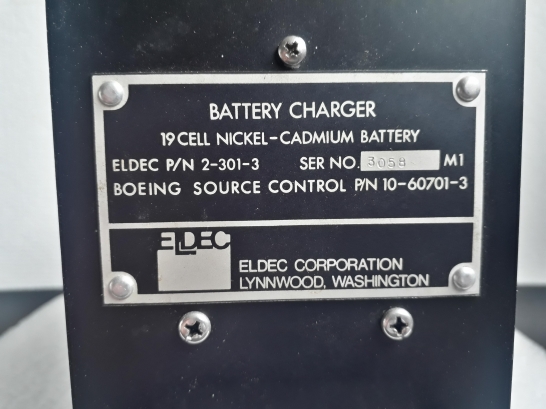 BATTERY CHARGER
19 CELL NICKEL-CADMIUM BATTERY
ELDEC P/N 2-301-3 SER NO. 3058 M1
BOEING SOURCE CONTROL P/N 10-60701-3
ELDEC
ELDEC CORPORATION
LYNNWOOD, WASHINGTON